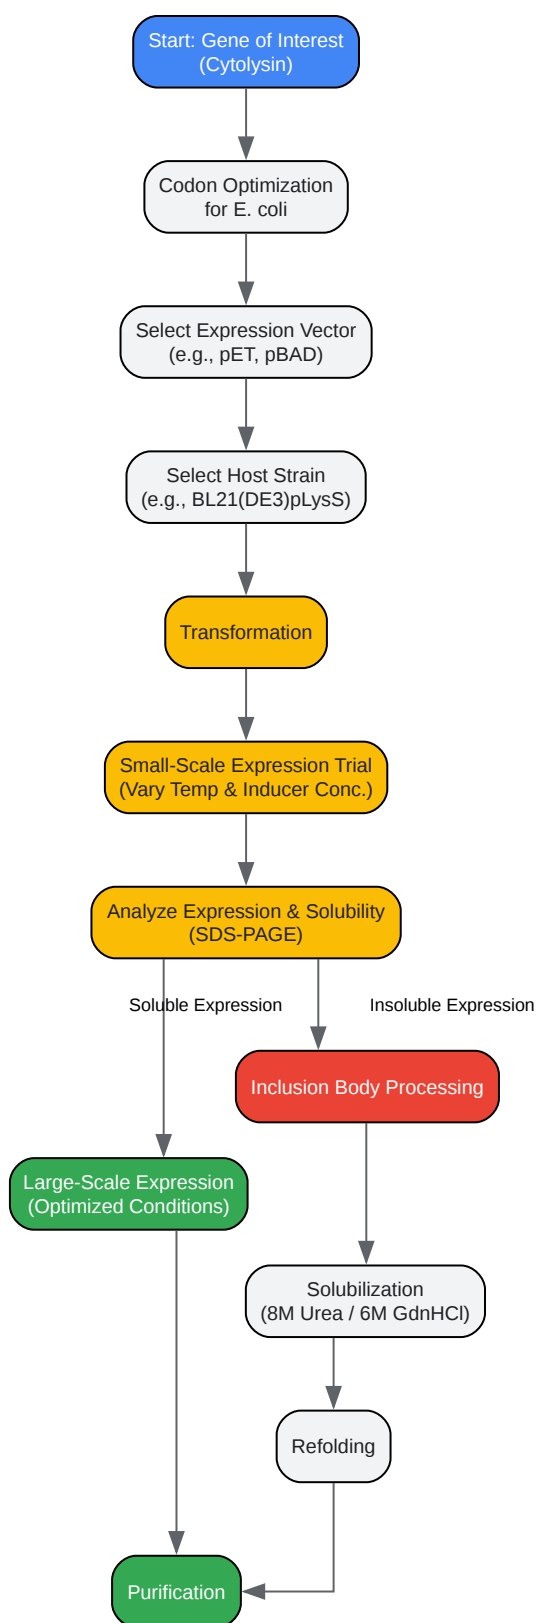 Start: Gene of Interest
(Cytolysin)
Codon Optimization
for E. coli
Select Expression Vector
(e.g., pET, pBAD)
Select Host Strain
(e.g., BL21(DE3)pLysS)
Transformation
Small-Scale Expression Trial
(Vary Temp & Inducer Conc.)
Analyze Expression & Solubility
(SDS-PAGE)
Soluble Expression
Insoluble Expression
Inclusion Body Processing
Large-Scale Expression
(Optimized Conditions)
Solubilization
(8M Urea / 6M GdnHCl)
Refolding
Purification